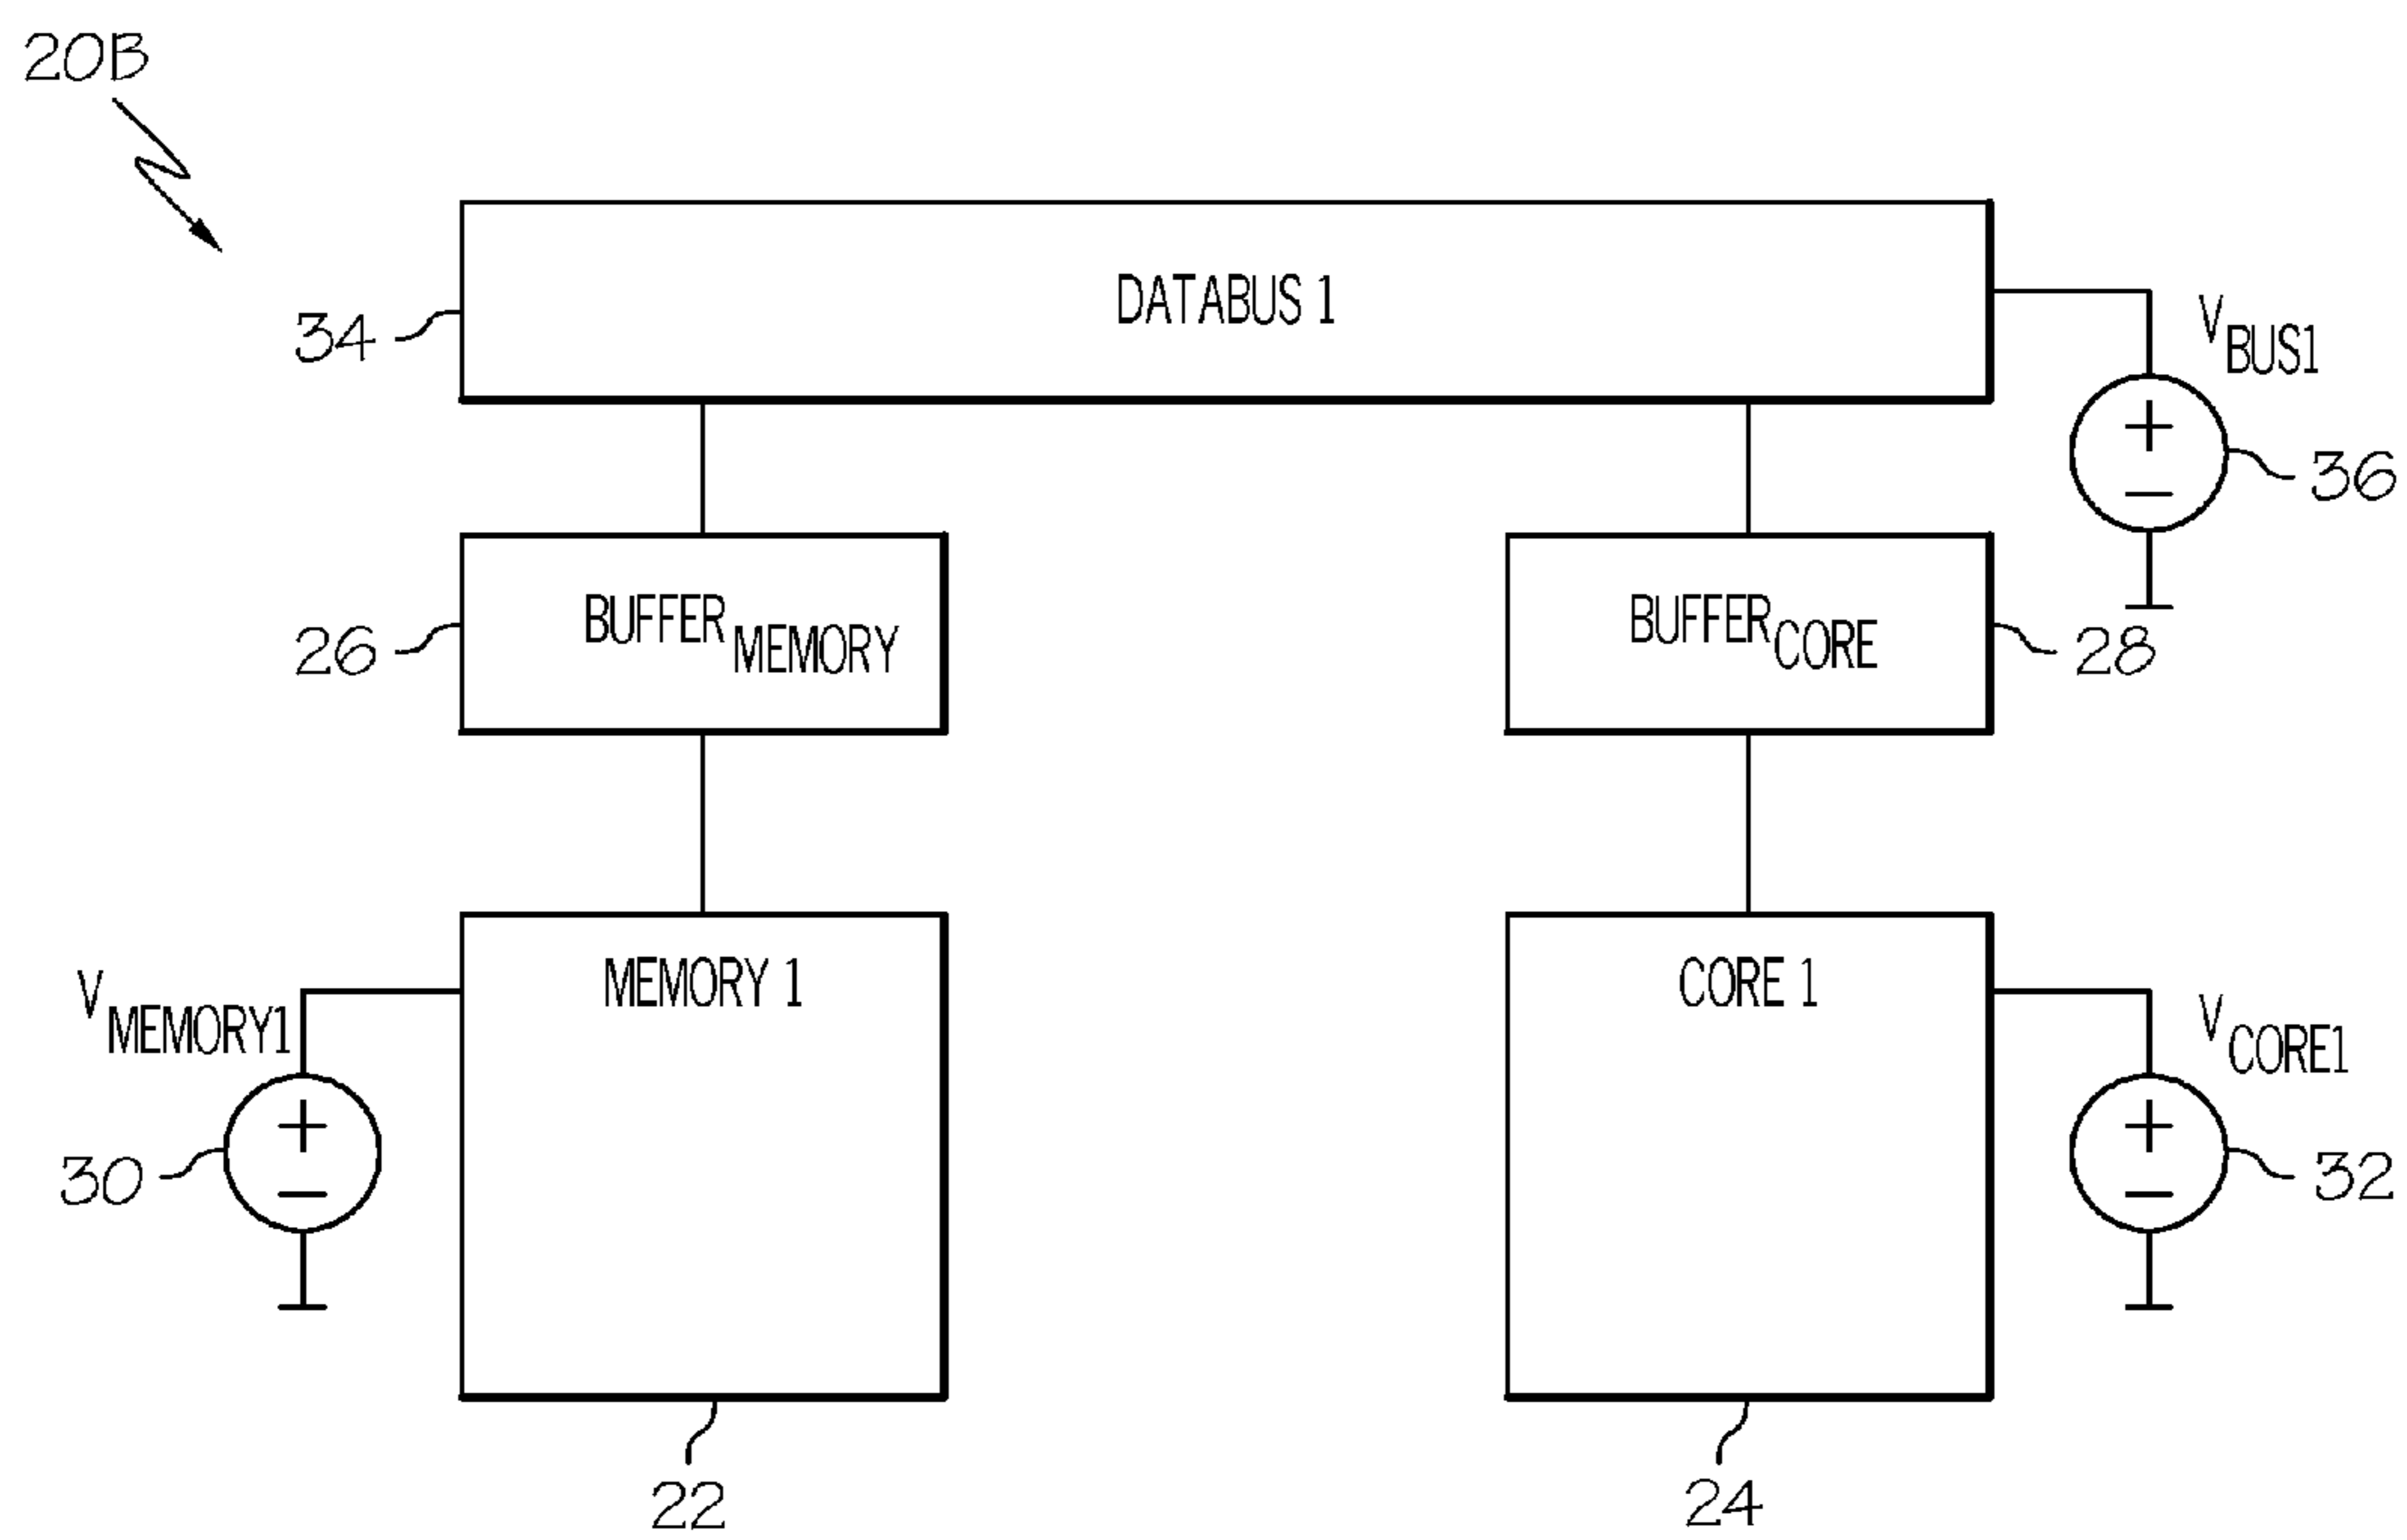 20B
DATABUS 1
34
VBUS1
36
BUFFERMEMORY
26
BUFFERCORE
28
MEMORY 1
VMEMORY1
30
CORE 1
VCORE1
32
22
24